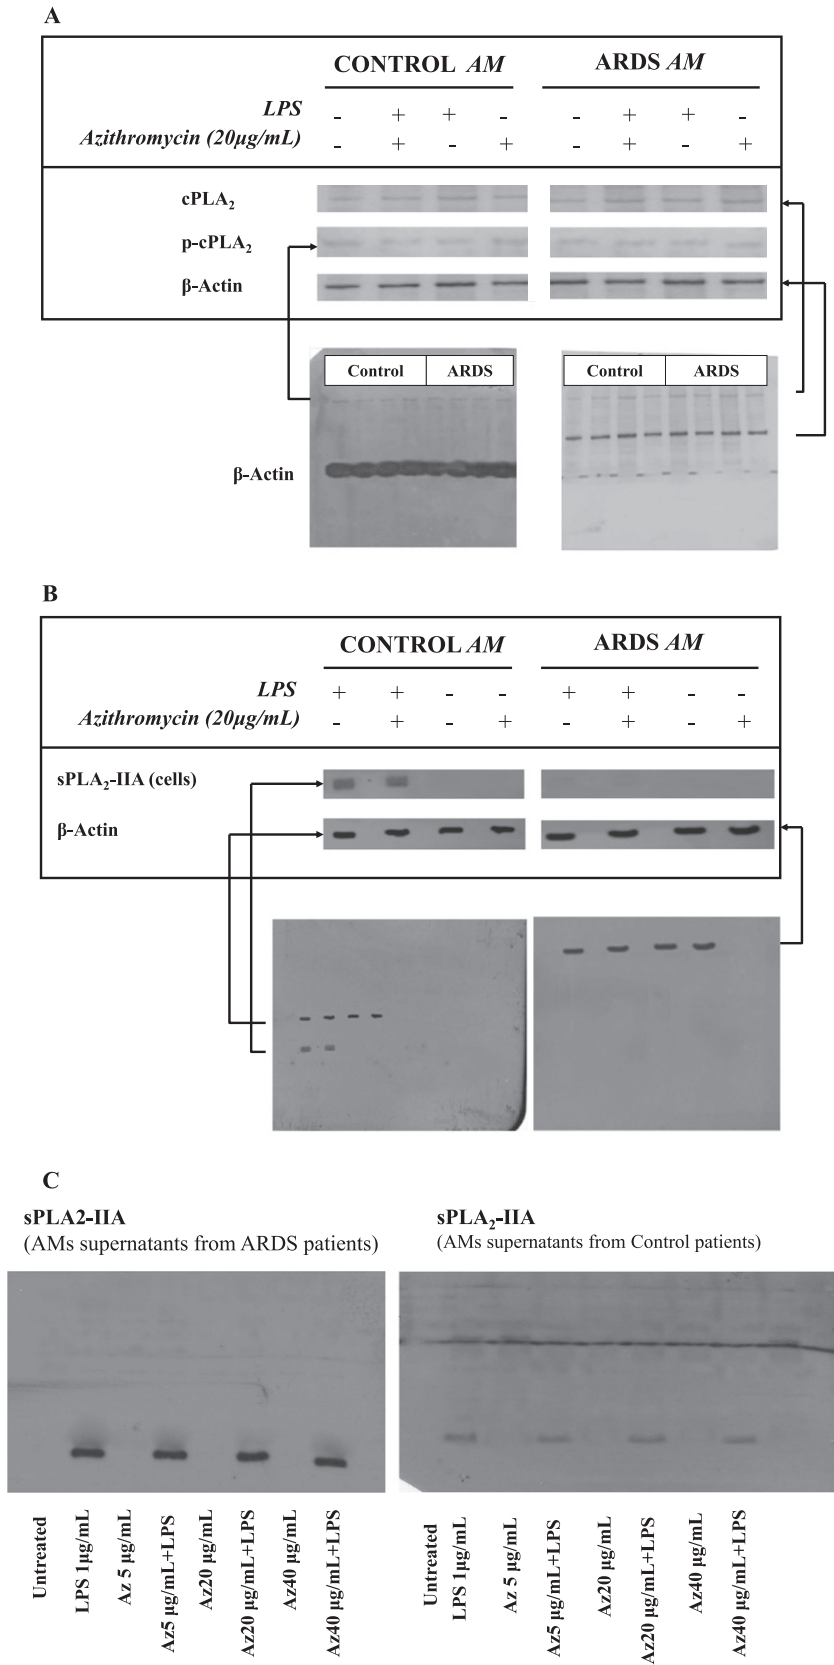 A
CONTROL AM ARDS AM
LPS - + + - - + + -
Azithromycin (20µg/mL) - + - + - + - +
cPLA₂
p-cPLA₂
β-Actin
Control ARDS Control ARDS
β-Actin
B
CONTROL AM ARDS AM
LPS + + - - + + - -
Azithromycin (20µg/mL) - + - + - + - +
sPLA₂-IIA (cells)
β-Actin
C
sPLA2-IIA
(AMs supernatants from ARDS patients)
sPLA₂-IIA
(AMs supernatants from Control patients)
Untreated
LPS 1µg/mL
Az 5 µg/mL
Az5 µg/mL+LPS
Az20 µg/mL
Az20 µg/mL+LPS
Az40 µg/mL
Az40 µg/mL+LPS
Untreated
LPS 1µg/mL
Az 5 µg/mL
Az5 µg/mL+LPS
Az20 µg/mL
Az20 µg/mL+LPS
Az40 µg/mL
Az40 µg/mL+LPS